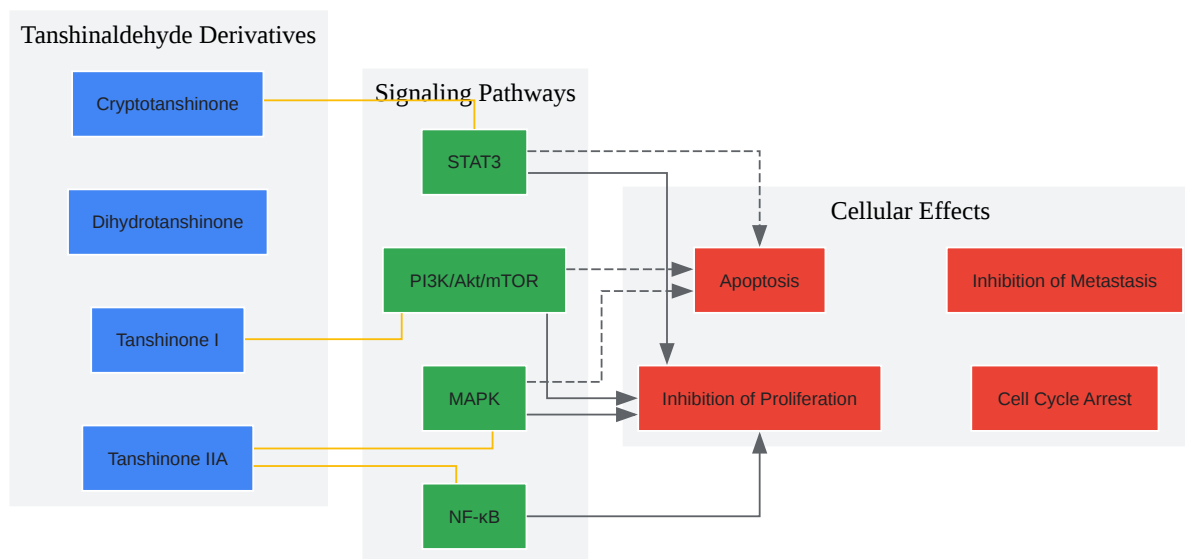 Tanshinaldehyde Derivatives
Cryptotanshinone
Dihydrotanshinone
Tanshinone I
Tanshinone IIA
Signaling Pathways
STAT3
PI3K/Akt/mTOR
MAPK
NF-κB
Cellular Effects
Apoptosis
Inhibition of Metastasis
Inhibition of Proliferation
Cell Cycle Arrest